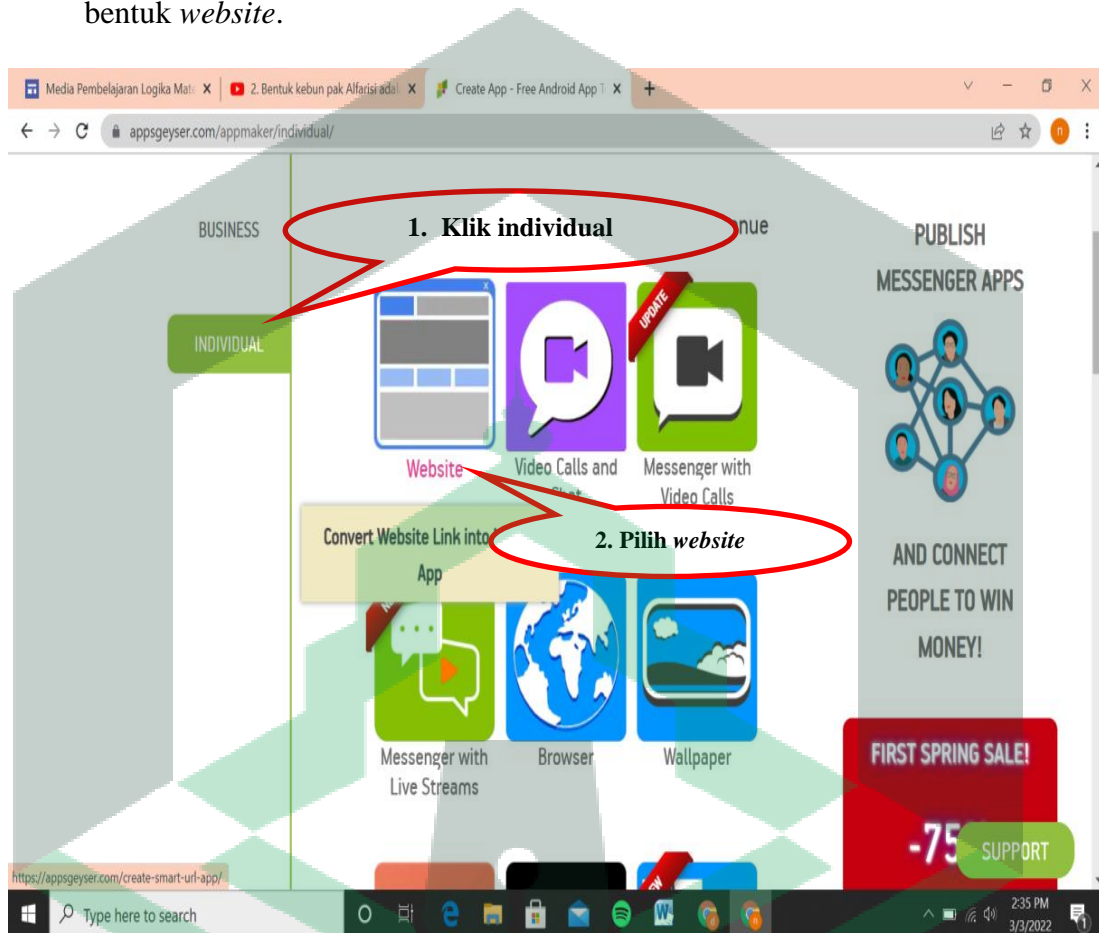 bentuk website.
Media Pembelajaran Logika Mate
2. Bentuk kebun pak Alfarisi adal
Create App - Free Android App T
appsgeyser.com/appmaker/individual/
n
BUSINESS
1. Klik individual
INDIVIDUAL
UPDATE
Website
Video Calls and
Chat
Messenger with
Video Calls
Convert Website Link into
App
2. Pilih website
Messenger with
Live Streams
Browser
Wallpaper
PUBLISH
MESSENGER APPS
AND CONNECT
PEOPLE TO WIN
MONEY!
FIRST SPRING SALE!
-75
SUPPORT
https://appsgeyser.com/create-smart-url-app/
Type here to search
2:35 PM
3/3/2022
1